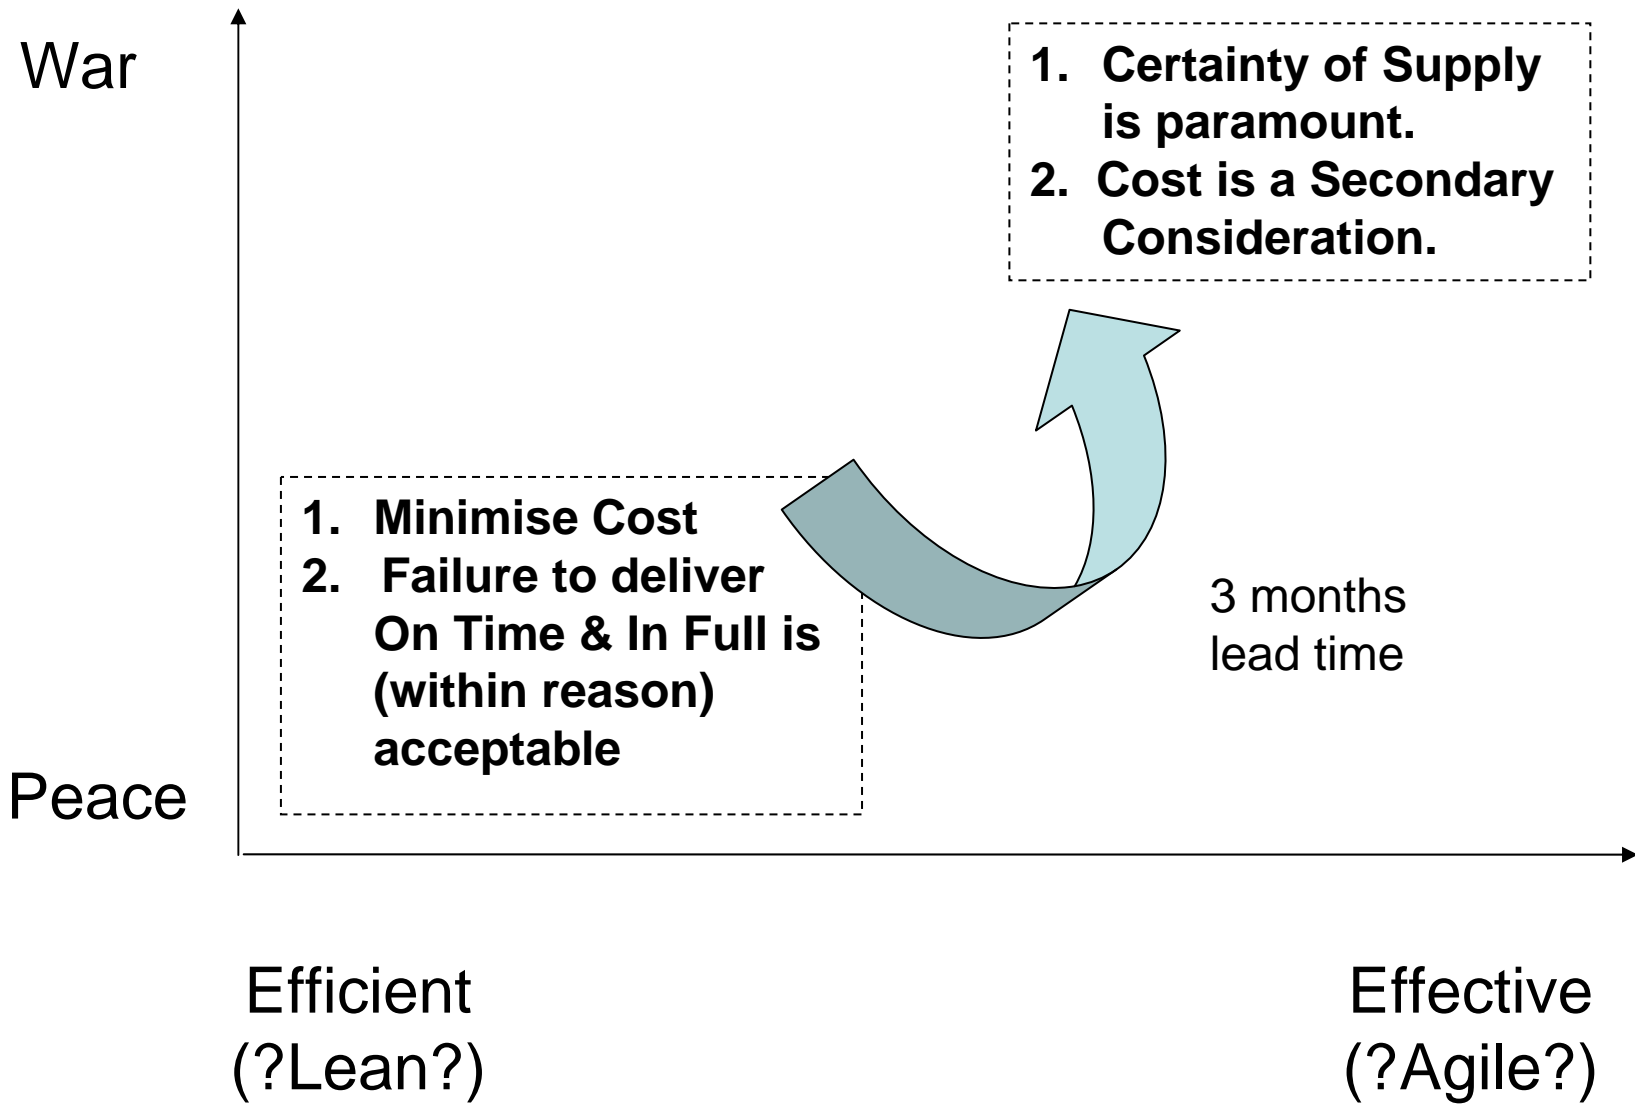 War
1. Certainty of Supply
is paramount.
2. Cost is a Secondary
Consideration.
1. Minimise Cost
2. Failure to deliver
On Time & In Full is
(within reason)
acceptable
3 months
lead time
Peace
Efficient
(?Lean?)
Effective
(?Agile?)